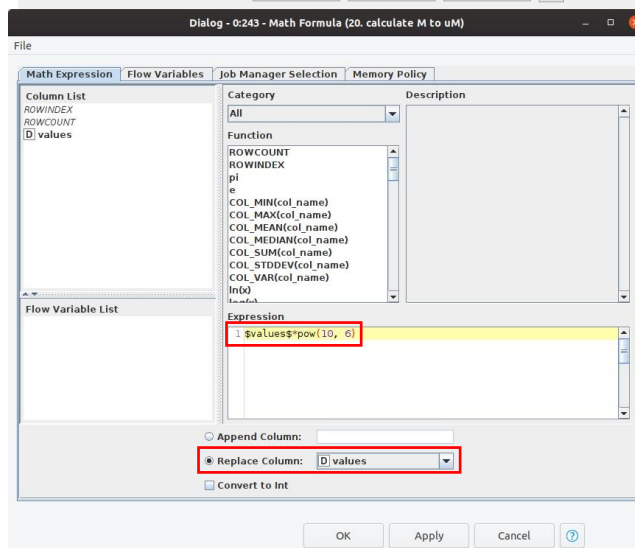 Dialog - 0:243 - Math Formula (20. calculate M to uM)
File
Math Expression Flow Variables Job Manager Selection Memory Policy
Column List
ROWINDEX
ROWCOUNT
D values
Flow Variable List
Category
All
Function
ROWCOUNT
ROWINDEX
pi
e
COL_MIN(col_name)
COL_MAX(col_name)
COL_MEAN(col_name)
COL_MEDIAN(col_name)
COL_SUM(col_name)
COL_STDDEV(col_name)
COL_VAR(col_name)
ln(x)
Description
Expression
1 $values$*pow(10, 6)
Append Column:
Replace Column: D values
Convert to Int
OK Apply Cancel ?